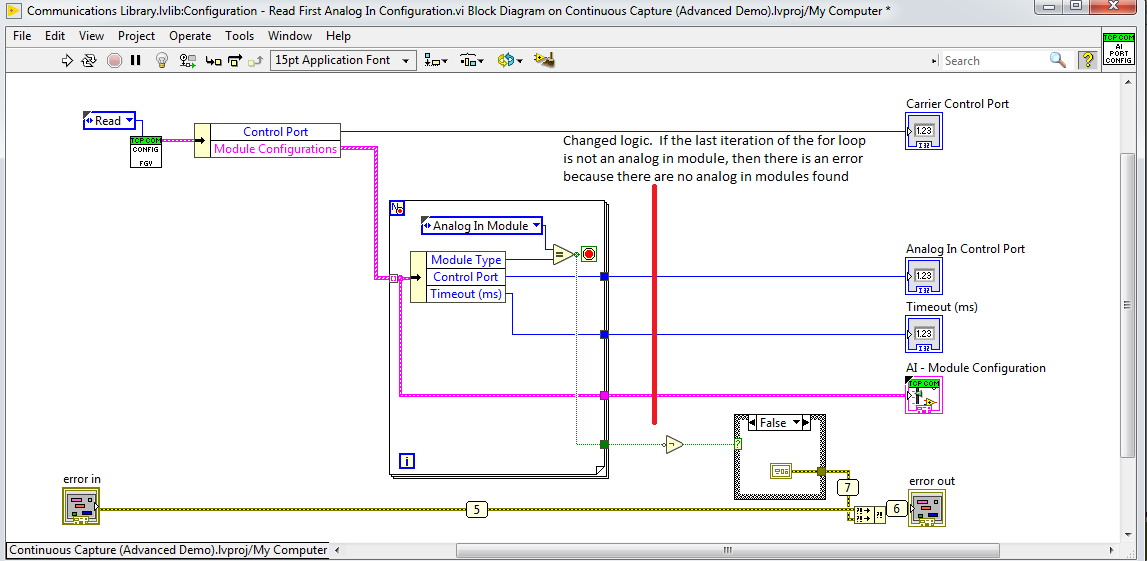 Communications Library.lvlib:Configuration - Read First Analog In Configuration.vi Block Diagram on Continuous Capture (Advanced Demo).lvproj/My Computer *
File Edit View Project Operate Tools Window Help
15pt Application Font
Search
?
TCP COM
AI
PORT
CONFIG
Carrier Control Port
Read
1.23
I32
TCP COM
CONFIG
FGV
Control Port
Module Configurations
Changed logic.  If the last iteration of the for loop
is not an analog in module, then there is an error
because there are no analog in modules found
N
Analog In Module
=
Module Type
Control Port
Timeout (ms)
Analog In Control Port
1.23
I32
Timeout (ms)
1.23
I32
AI - Module Configuration
TCP COM
False
?
i
7
error in
5
6
error out
Continuous Capture (Advanced Demo).lvproj/My Computer